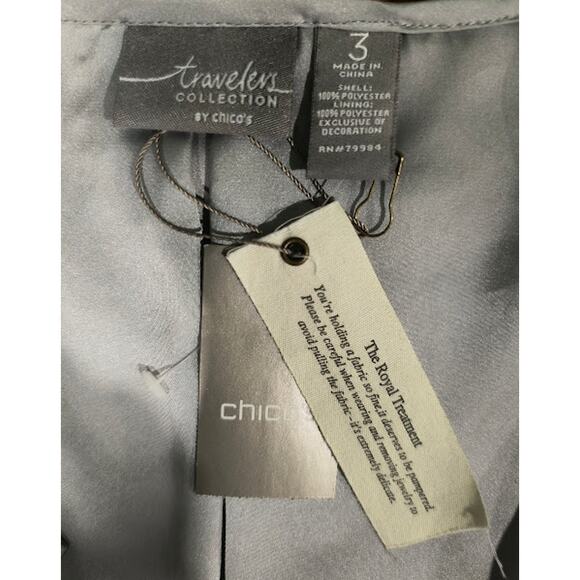 travelers
COLLECTION
BY CHICO'S
3
MADE IN
CHINA
SHELL:
100% POLYESTER
LINING:
100% POLYESTER
EXCLUSIVE OF
DECORATION
RN#79984
The Royal Treatment
You're holding a fabric so fine, it deserves to be pampered.
Please be careful when wearing and removing jewelry to
avoid pulling the fabric – it's extremely delicate.
chico's